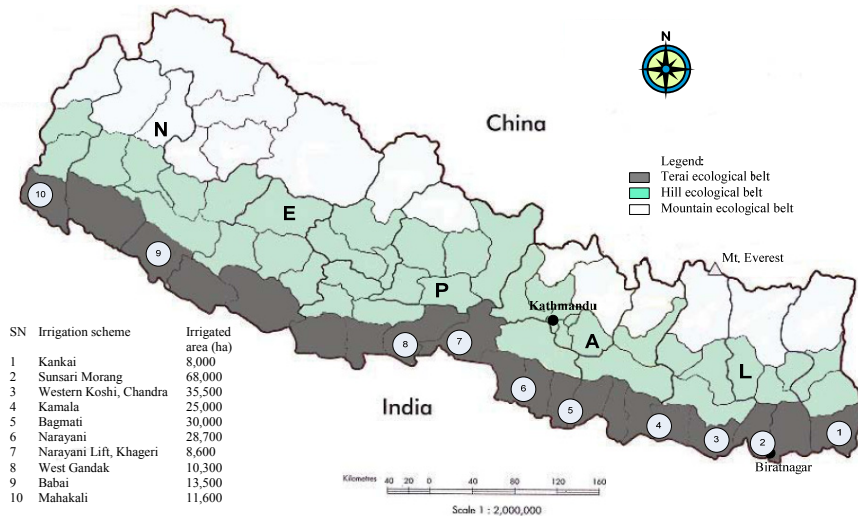 N
China
N
Legend:
Terai ecological belt
Hill ecological belt
Mountain ecological belt
10
E
9
Mt, Everest
P
Kathmandu
A
L
SN Irrigation scheme Irrigated area (ha)
1 Kankai 8,000
2 Sunsari Morang 68,000
3 Western Koshi, Chandra 35,500
4 Kamala 25,000
5 Bagmati 30,000
6 Narayani 28,700
7 Narayani Lift, Khageri 8,600
8 West Gandak 10,300
9 Babai 13,500
10 Mahakali 11,600
8
7
6
5
4
3
2
1
India
Biratnagar
Kilometres 40 20 0 40 80 120 160
Scale 1 : 2,000,000